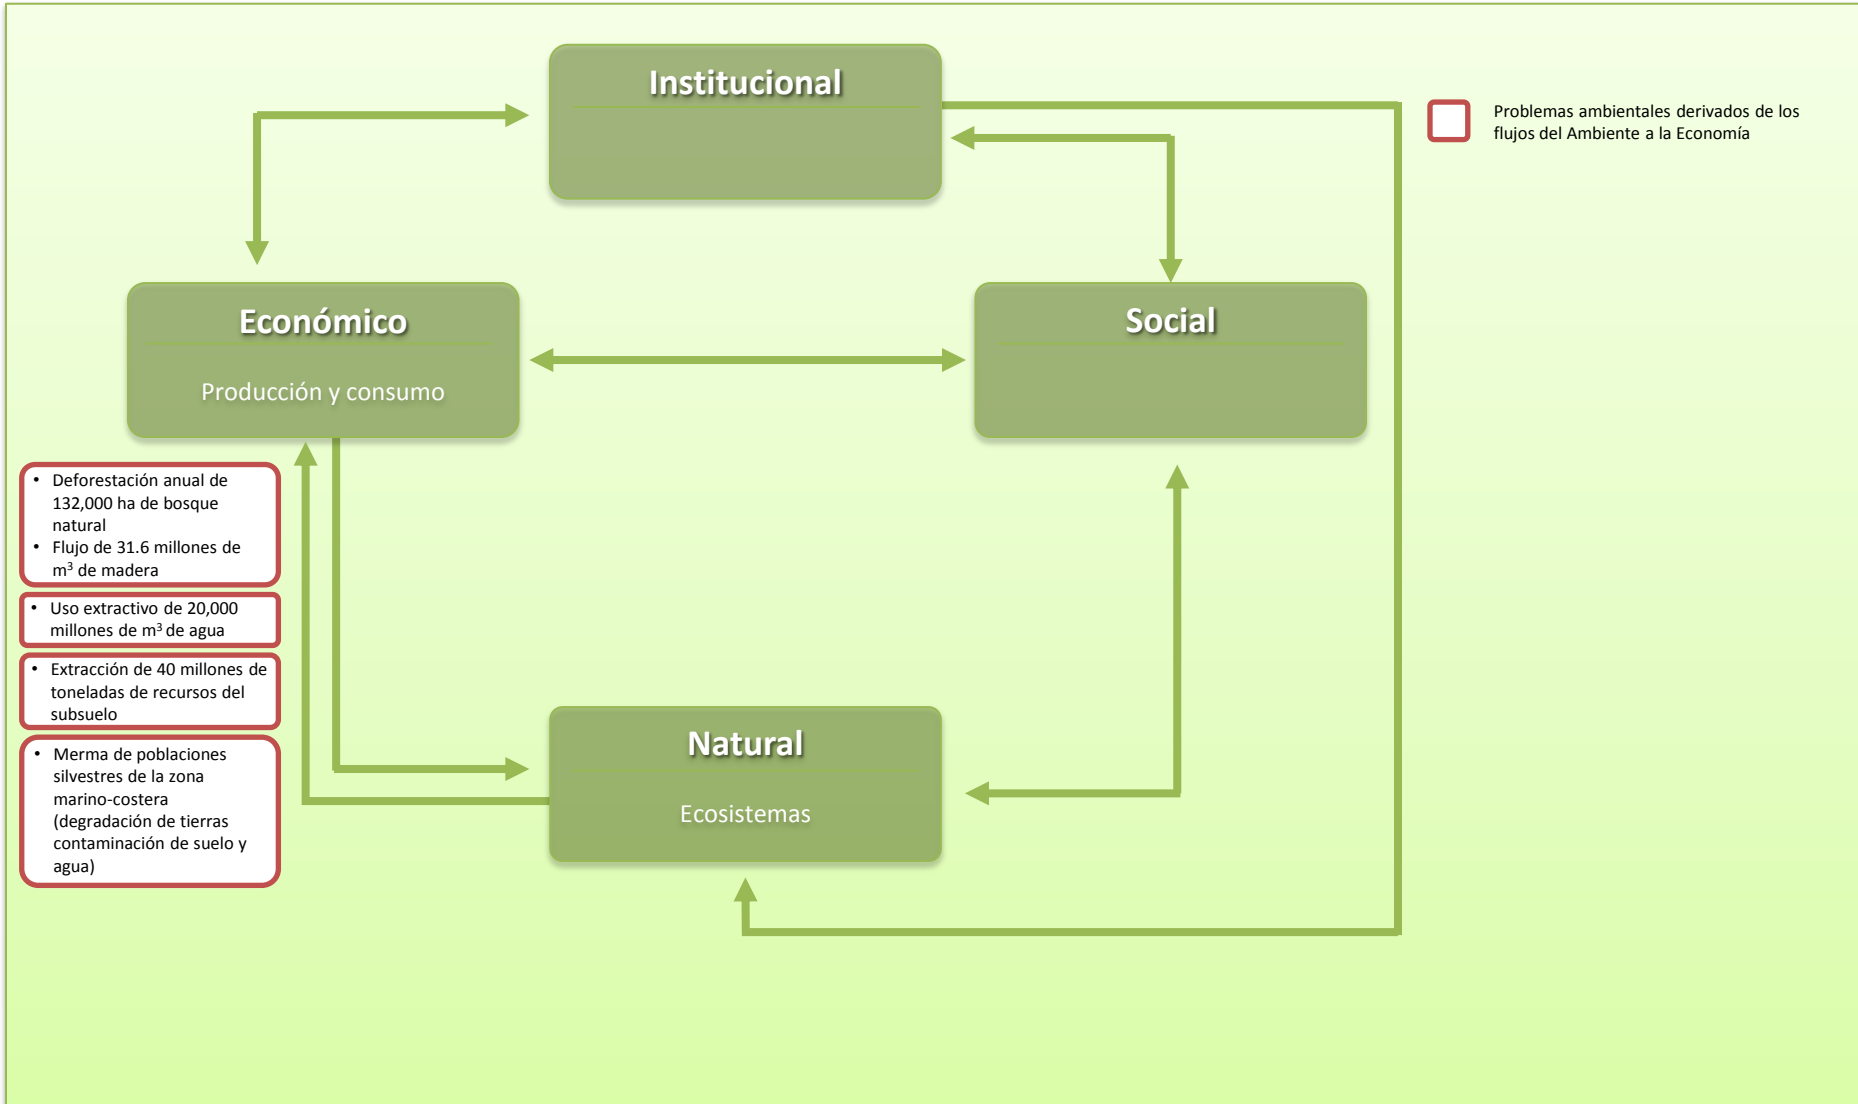 Institucional
Problemas ambientales derivados de los
flujos del Ambiente a la Economía
Económico
Producción y consumo
Social
• Deforestación anual de
132,000 ha de bosque
natural
• Flujo de 31.6 millones de
m³ de madera
• Uso extractivo de 20,000
millones de m³ de agua
• Extracción de 40 millones de
toneladas de recursos del
subsuelo
• Merma de poblaciones
silvestres de la zona
marino-costera
(degradación de tierras
contaminación de suelo y
agua)
Natural
Ecosistemas